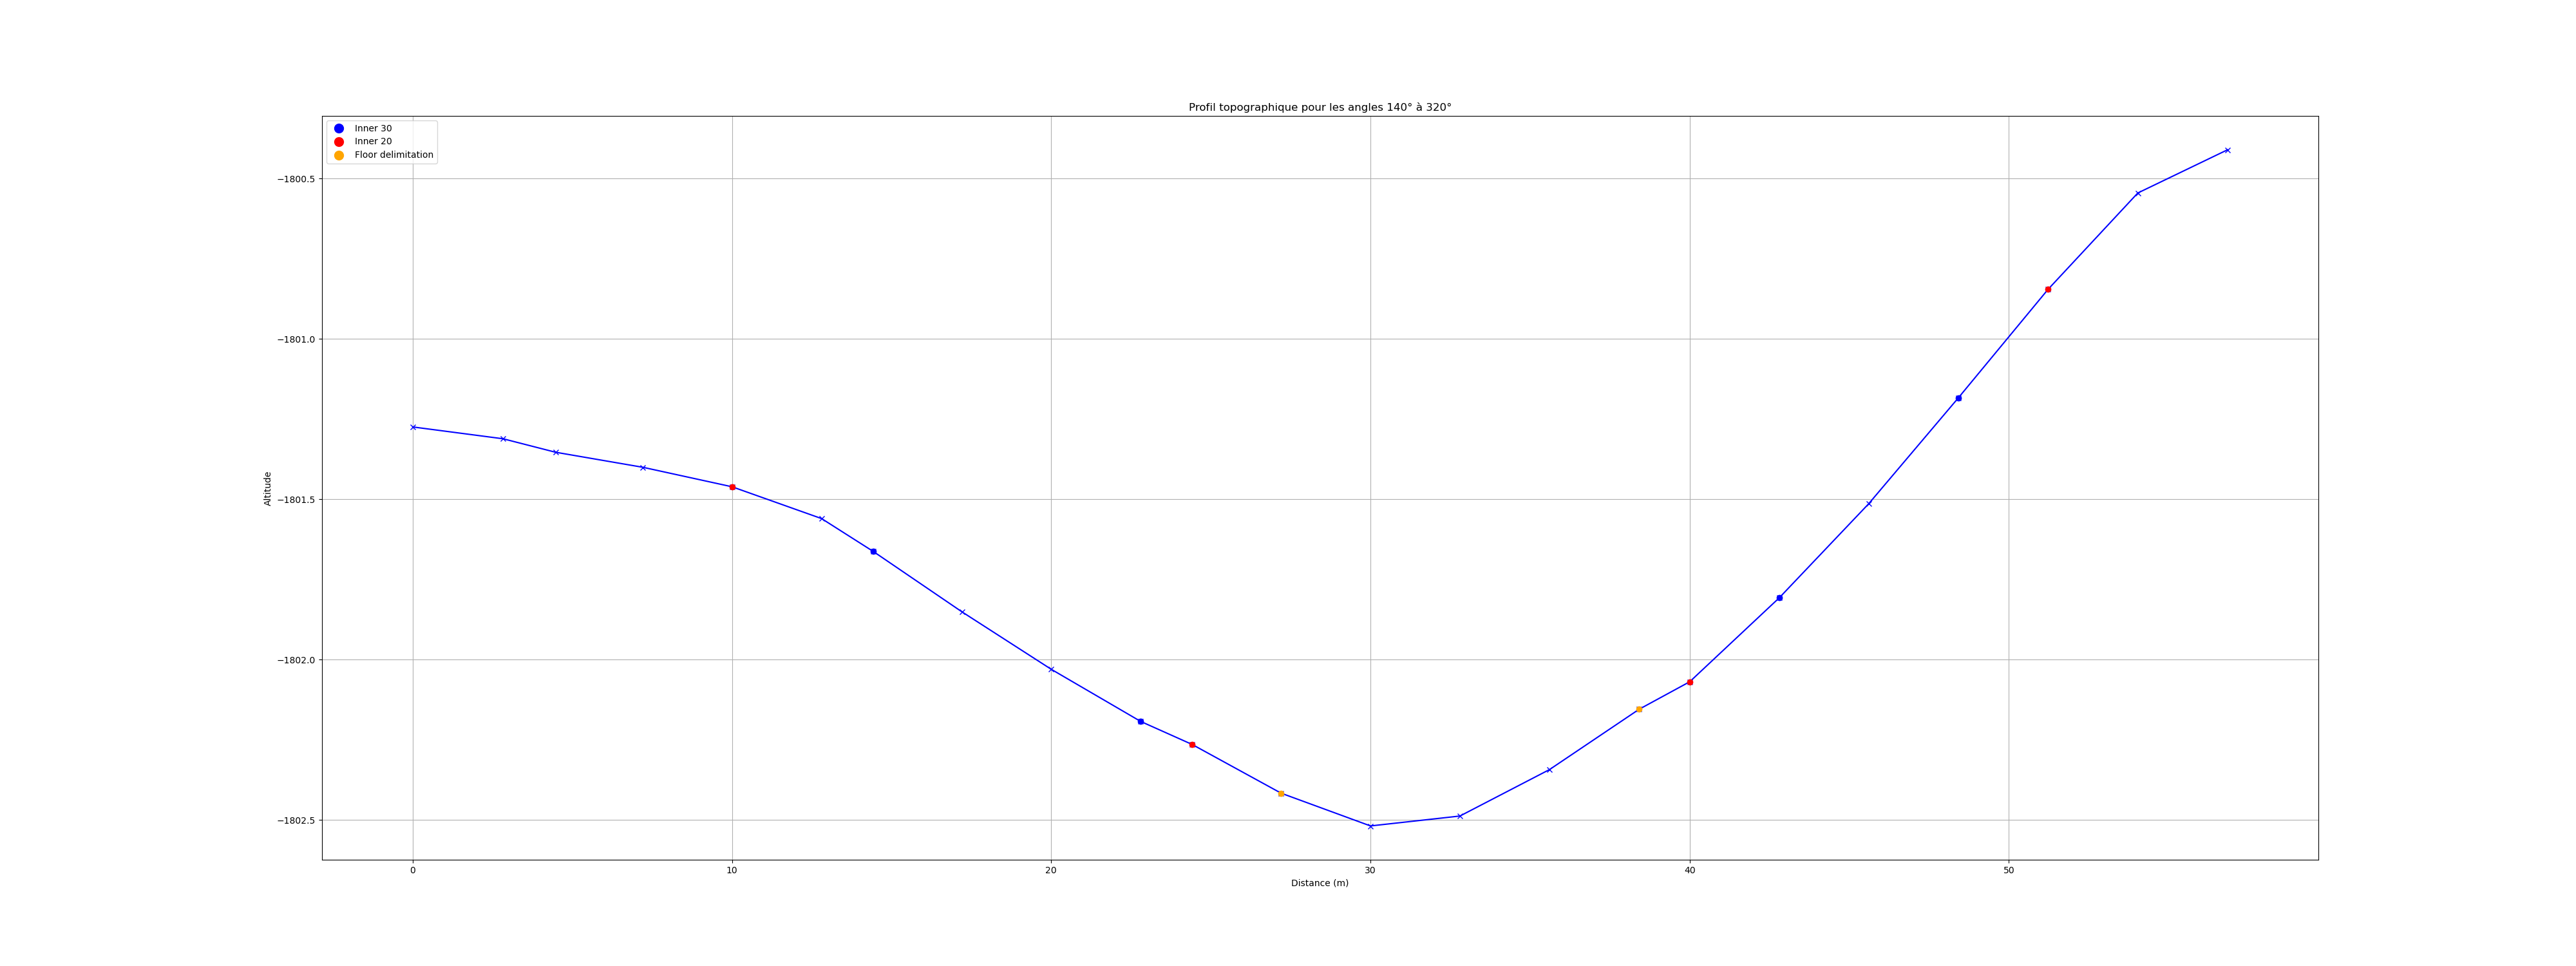 Profil topographique pour les angles 140° à 320°
Inner 30
Inner 20
Floor delimitation
−1800.5
−1801.0
−1801.5
−1802.0
−1802.5
Altitude
0 10 20 30 40 50
Distance (m)